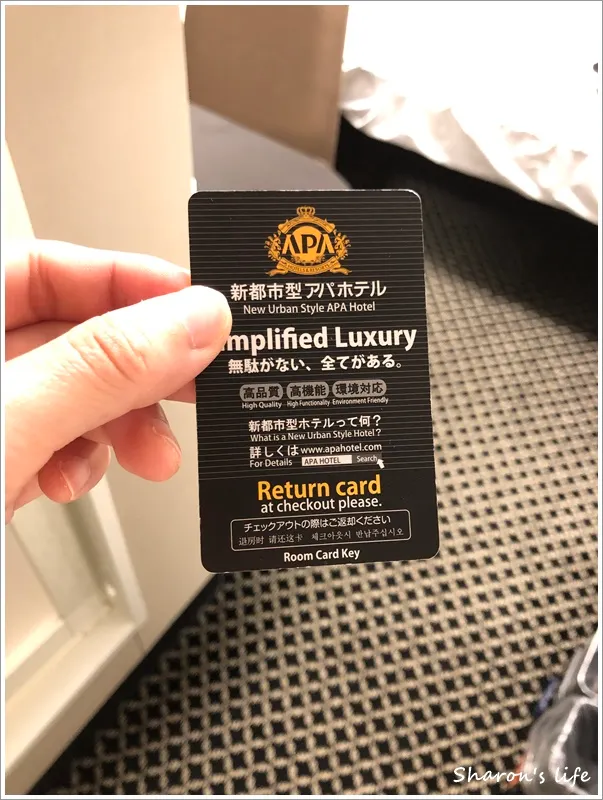 APA
新都市型アパホテル
New Urban Style APA Hotel
implified Luxury
無駄がない、全てがある。
高品質 高機能 環境対応
High Quality High Functionality Environment Friendly
新都市型ホテルって何？
What is a New Urban Style Hotel?
詳しくは www.apahotel.com
For Details APA HOTEL Search
Return card
at checkout please.
チェックアウトの際はご返却ください
退房时 请还这卡 체크아웃시 반납주십시오
Room Card Key
Sharon's life